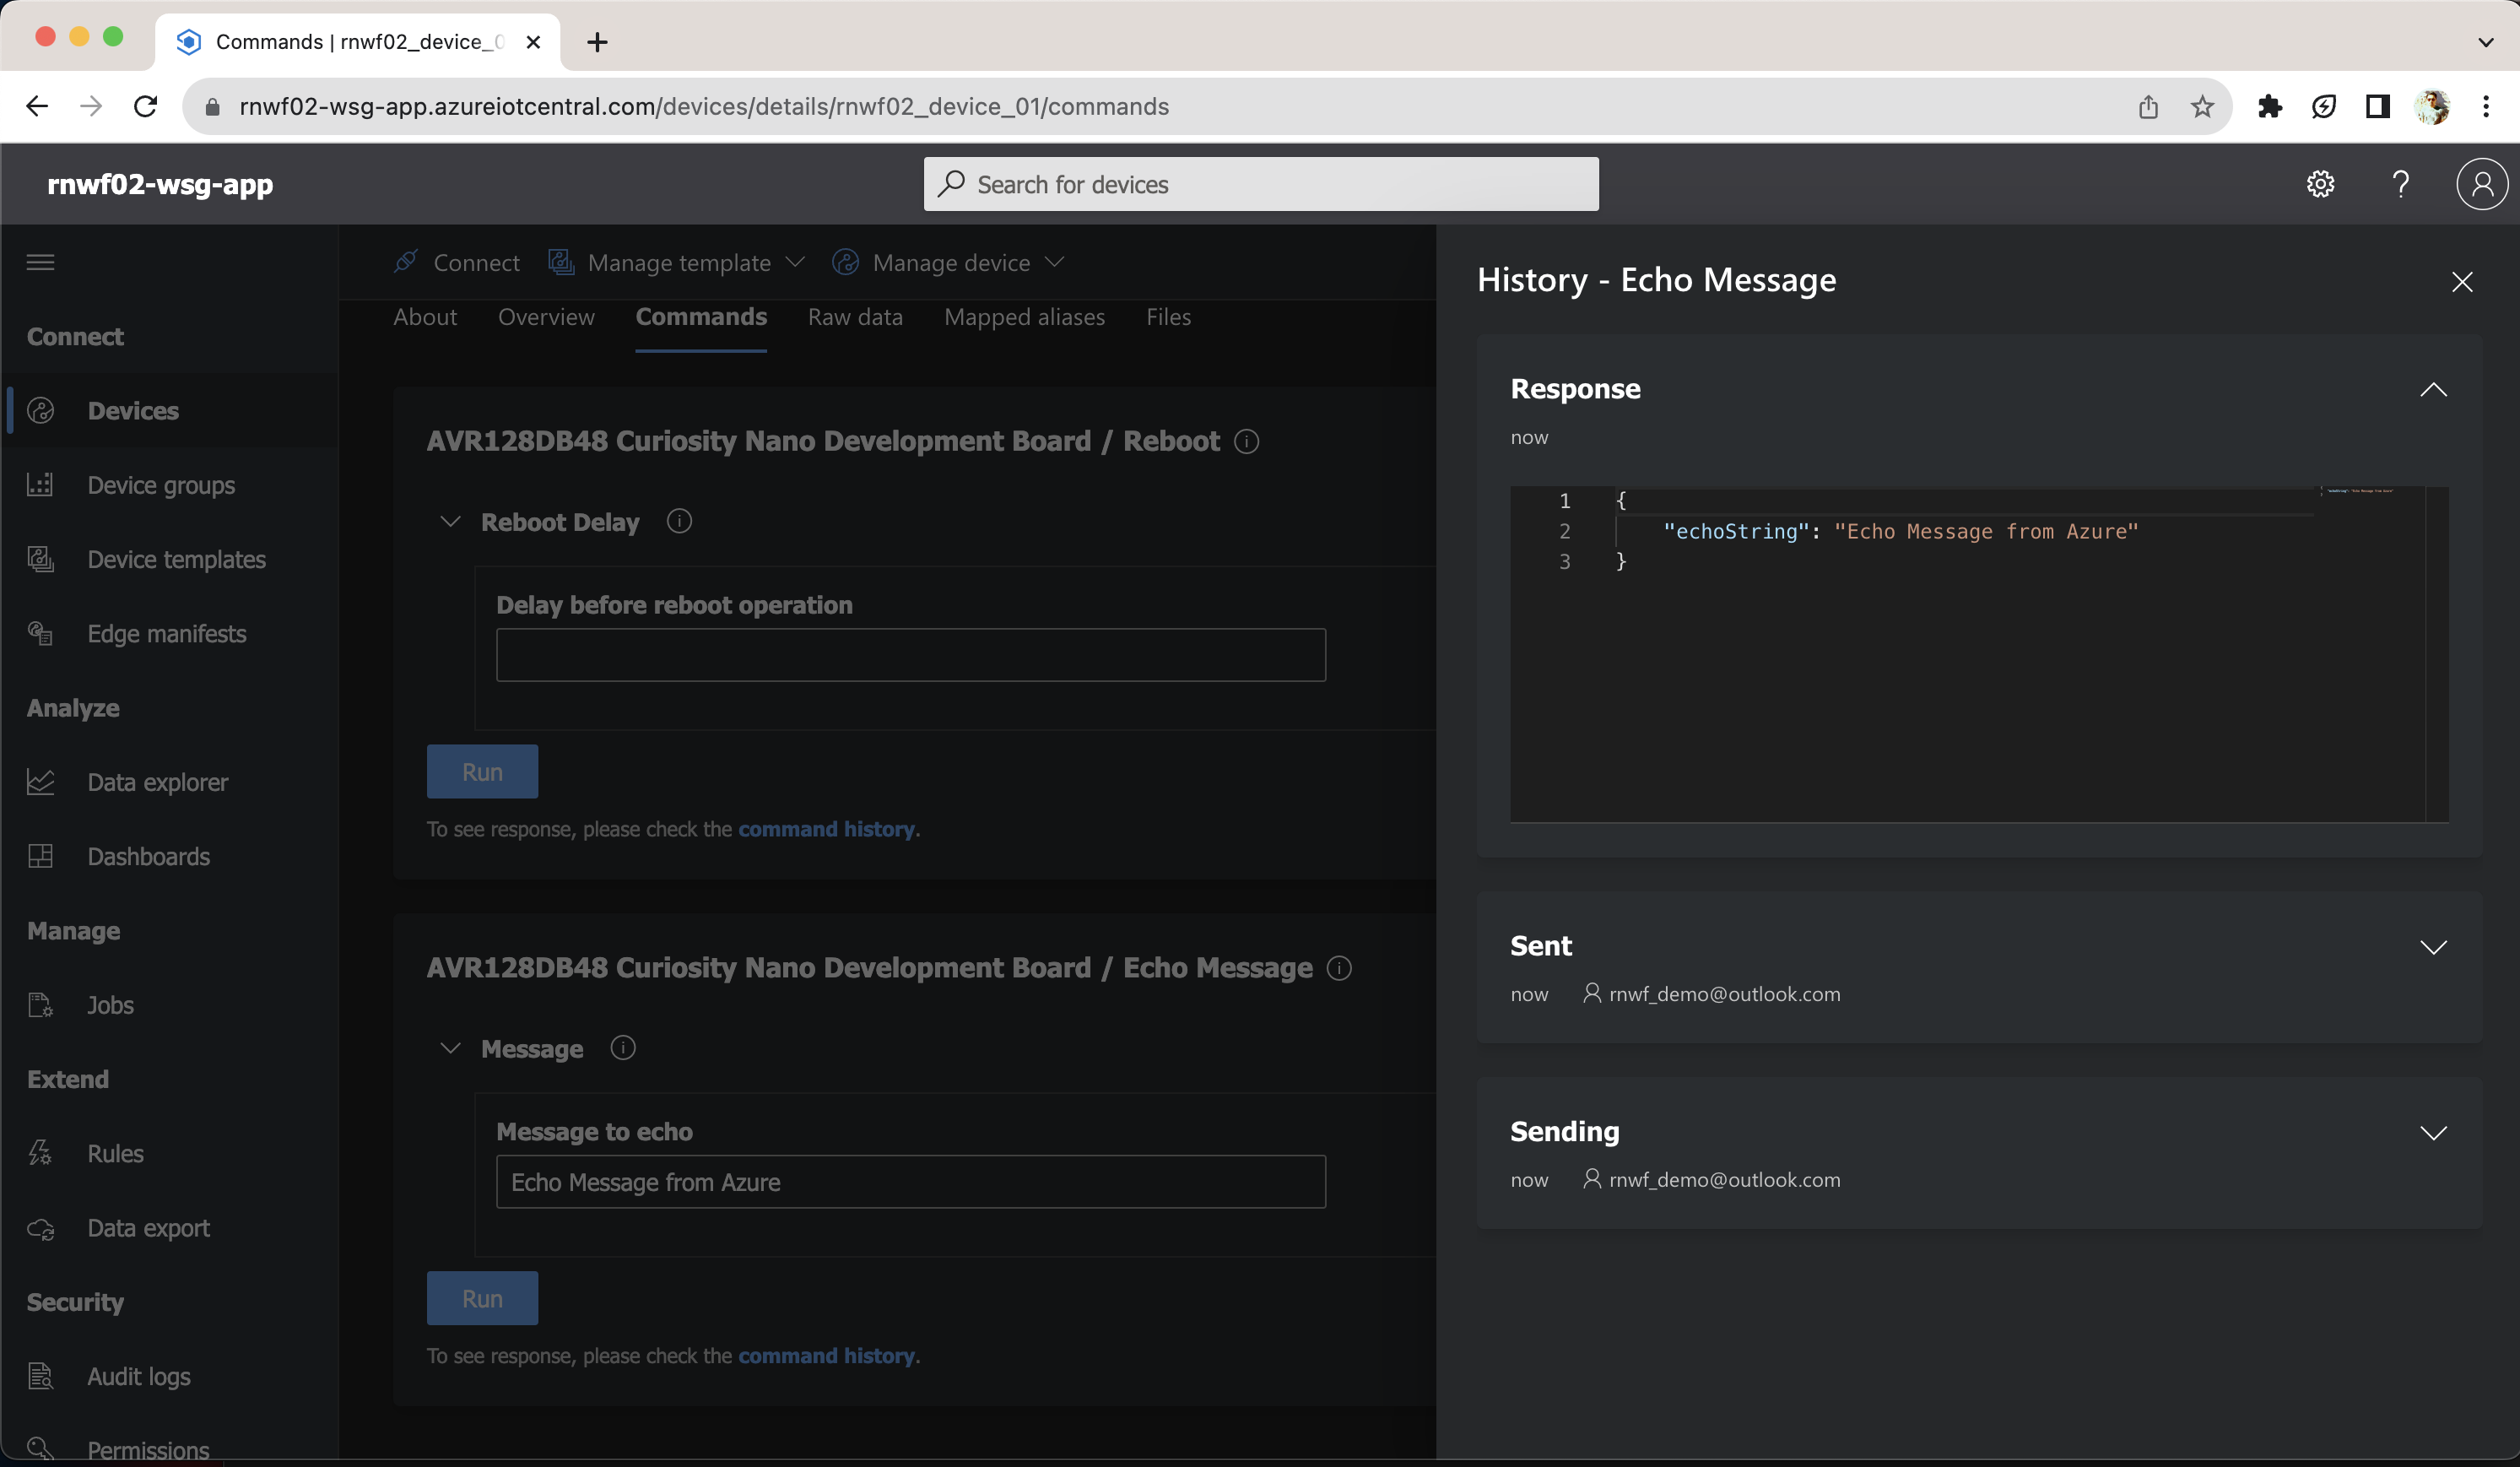 Commands | rnwf02_device_0
rnwf02-wsg-app.azureiotcentral.com/devices/details/rnwf02_device_01/commands
rnwf02-wsg-app
Search for devices
Connect
Devices
Device groups
Device templates
Edge manifests
Analyze
Data explorer
Dashboards
Manage
Jobs
Extend
Rules
Data export
Security
Audit logs
Permissions
Connect Manage template Manage device
About Overview Commands Raw data Mapped aliases Files
AVR128DB48 Curiosity Nano Development Board / Reboot
Reboot Delay
Delay before reboot operation
Run
To see response, please check the command history.
AVR128DB48 Curiosity Nano Development Board / Echo Message
Message
Message to echo
Echo Message from Azure
Run
To see response, please check the command history.
History - Echo Message
Response
now
1 {
2 "echoString": "Echo Message from Azure"
3 }
Sent
now rnwf_demo@outlook.com
Sending
now rnwf_demo@outlook.com